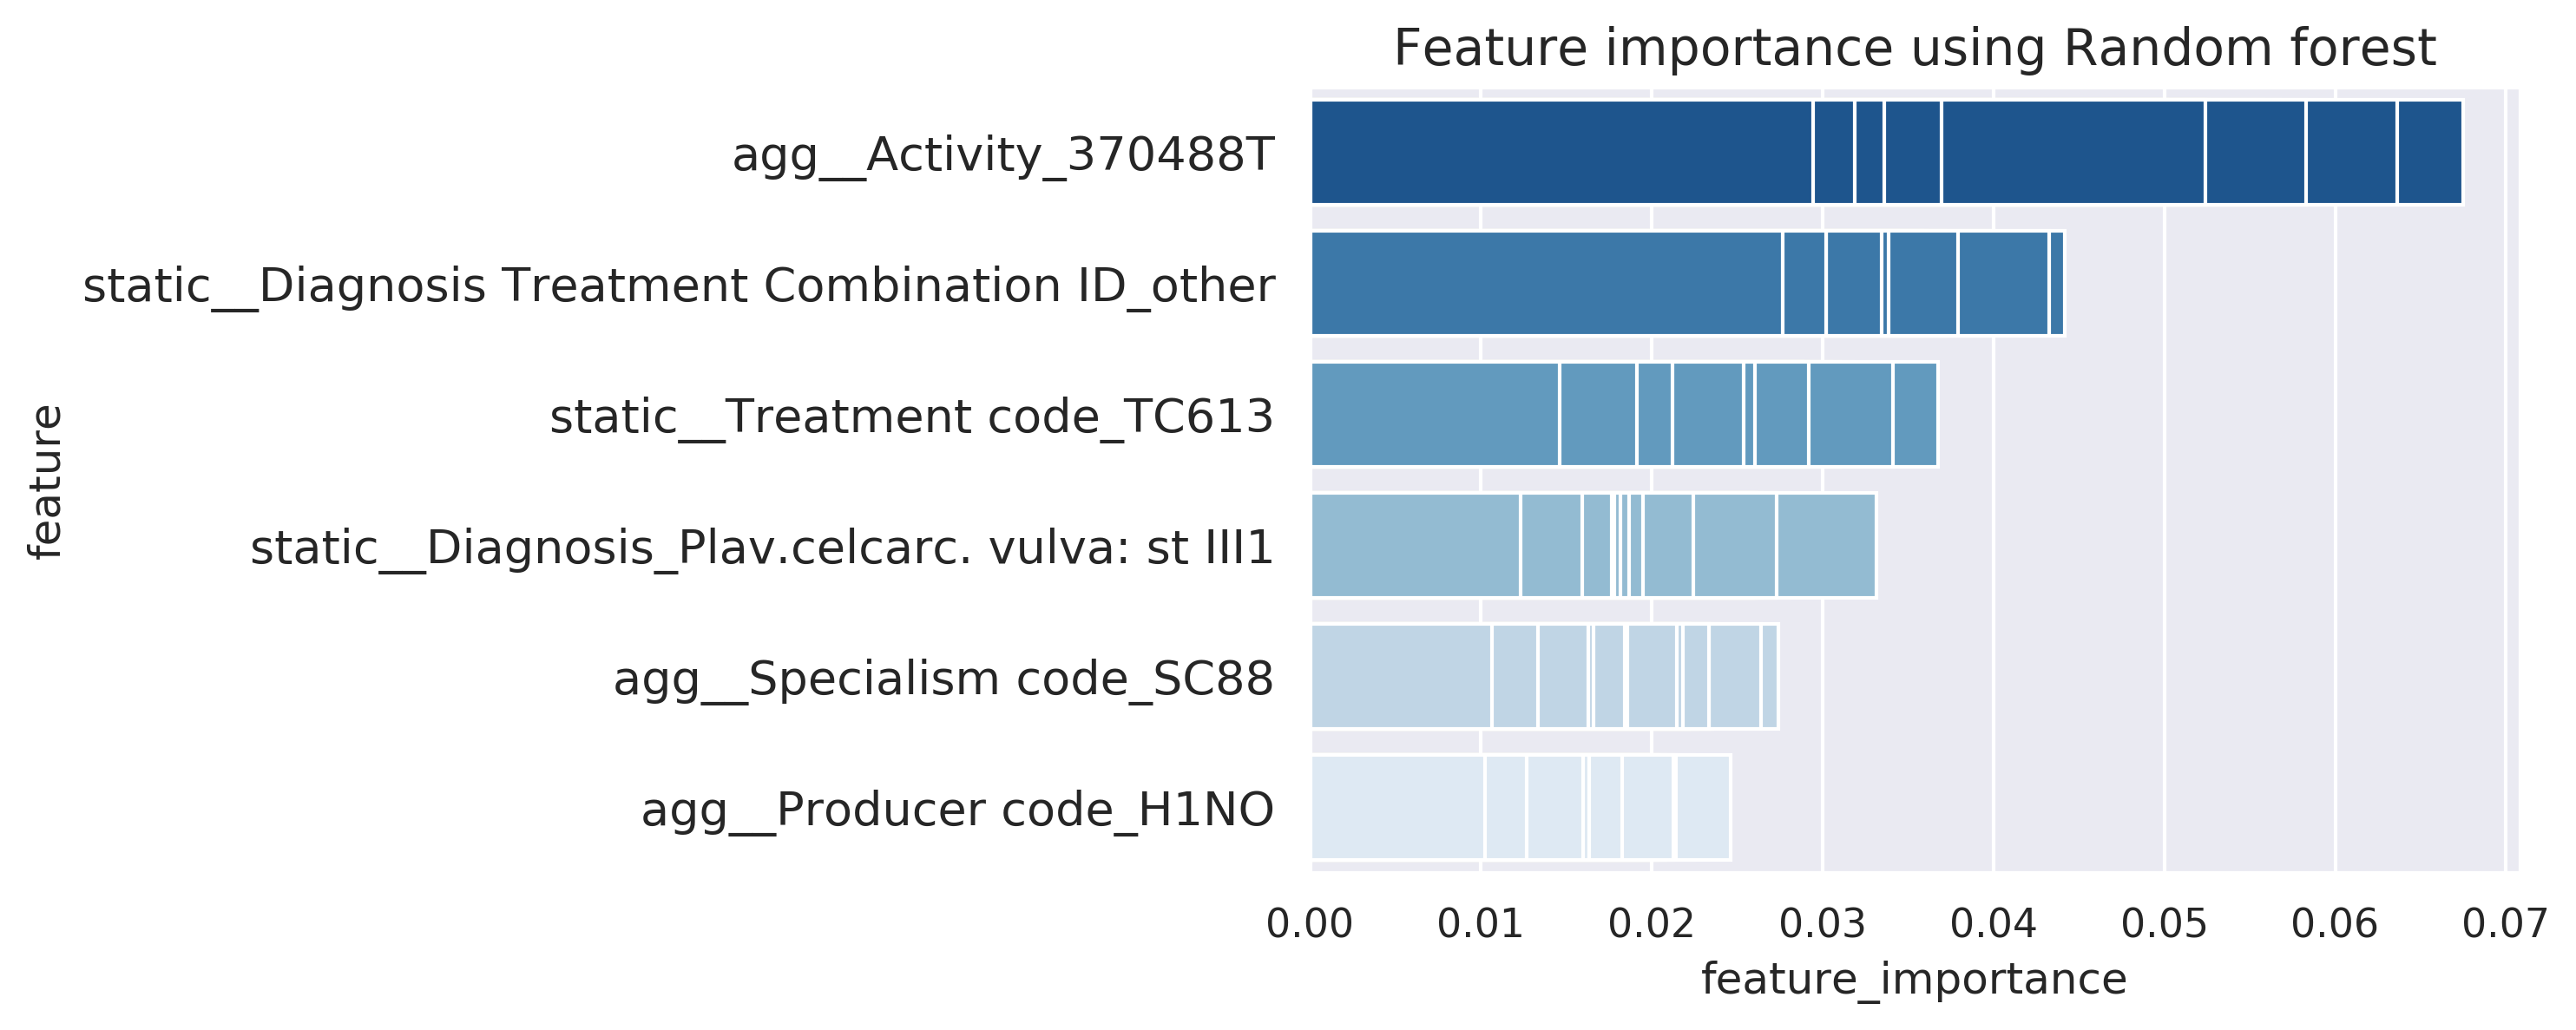 Feature importance using Random forest
agg__Activity_370488T
static__Diagnosis Treatment Combination ID_other
static__Treatment code_TC613
static__Diagnosis_Plav.celcarc. vulva: st III1
agg__Specialism code_SC88
agg__Producer code_H1NO
feature
0.00 0.01 0.02 0.03 0.04 0.05 0.06 0.07
feature_importance